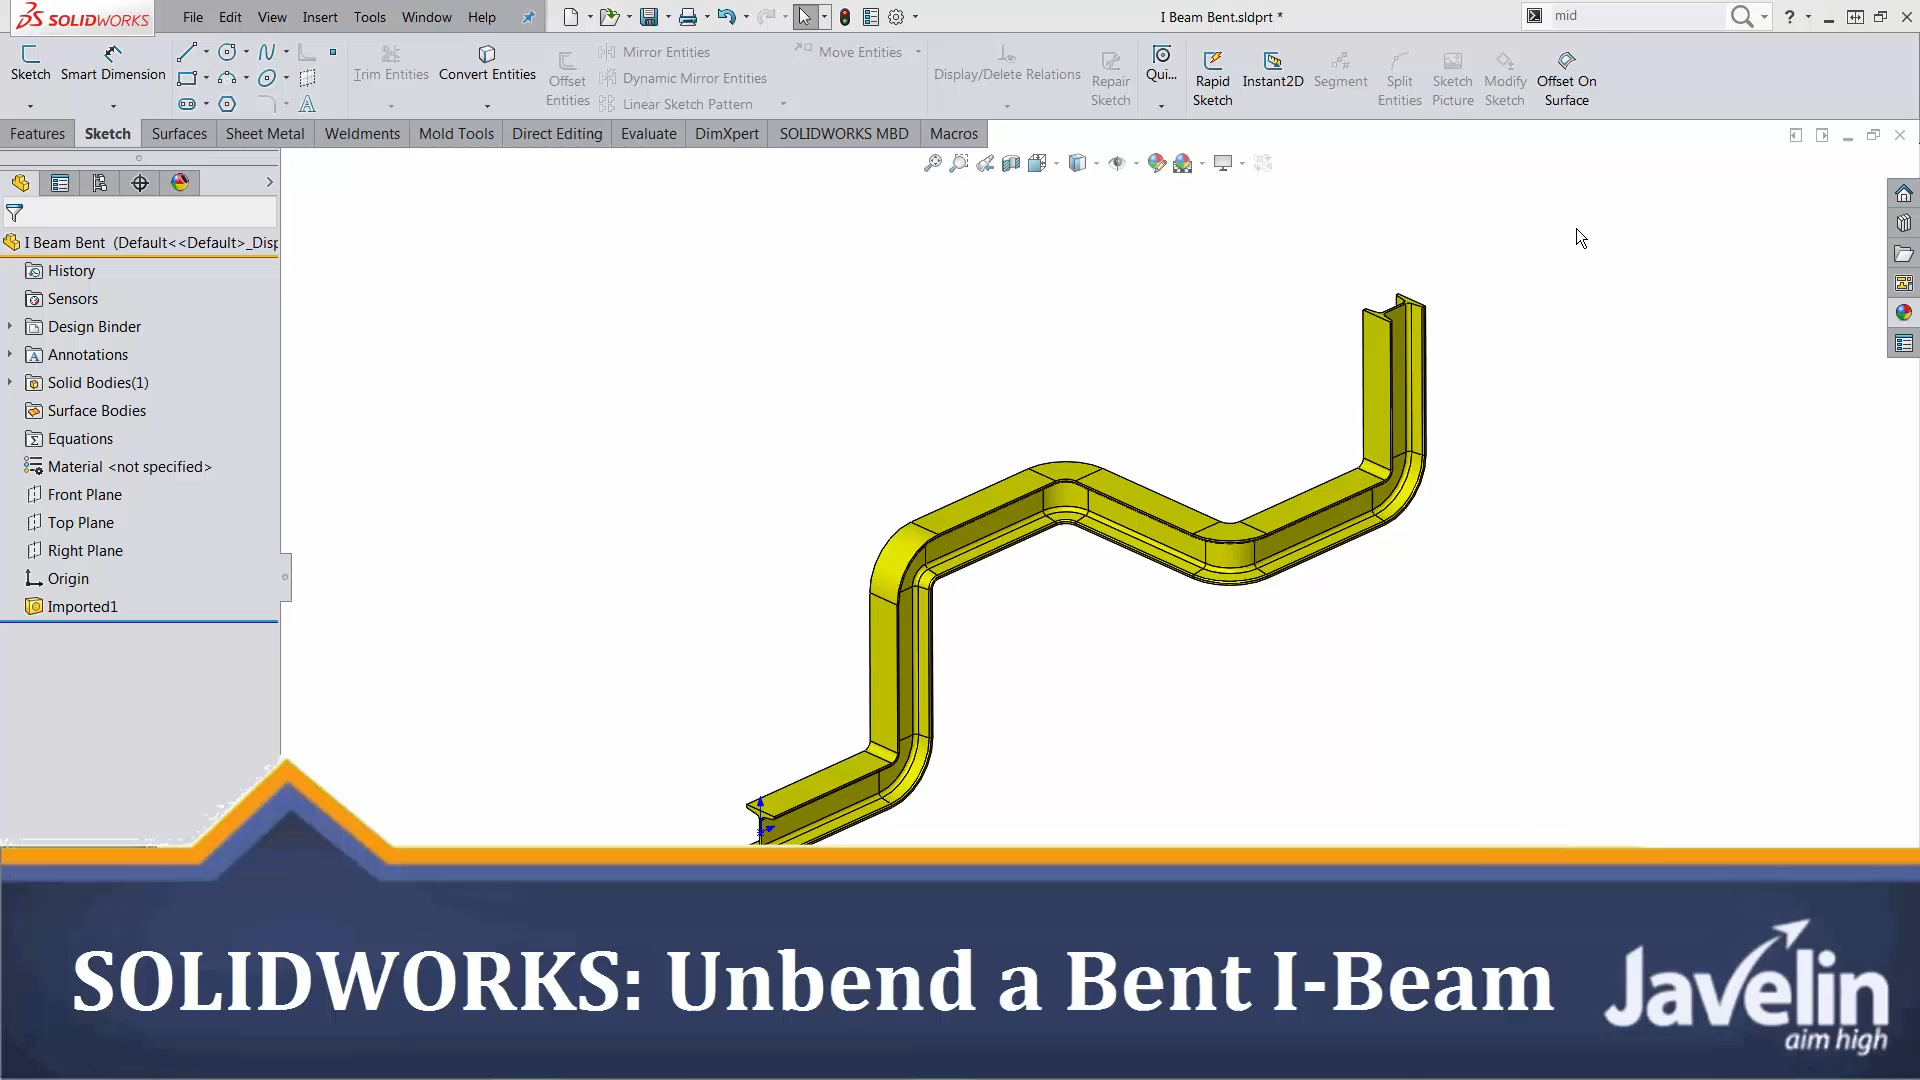 SOLIDWORKS
File Edit View Insert Tools Window Help
I Beam Bent.sldprt *
mid
?
Sketch
Smart Dimension
Trim Entities
Convert Entities
Offset Entities
Mirror Entities
Dynamic Mirror Entities
Linear Sketch Pattern
Move Entities
Display/Delete Relations
Repair Sketch
Qui...
Rapid Sketch
Instant2D
Segment
Split Entities
Sketch Picture
Modify Sketch
Offset On Surface
Features Sketch Surfaces Sheet Metal Weldments Mold Tools Direct Editing Evaluate DimXpert SOLIDWORKS MBD Macros
I Beam Bent (Default<<Default>_Disp
History
Sensors
Design Binder
Annotations
Solid Bodies(1)
Surface Bodies
Equations
Material <not specified>
Front Plane
Top Plane
Right Plane
Origin
Imported1
SOLIDWORKS: Unbend a Bent I-Beam
Javelin
aim high